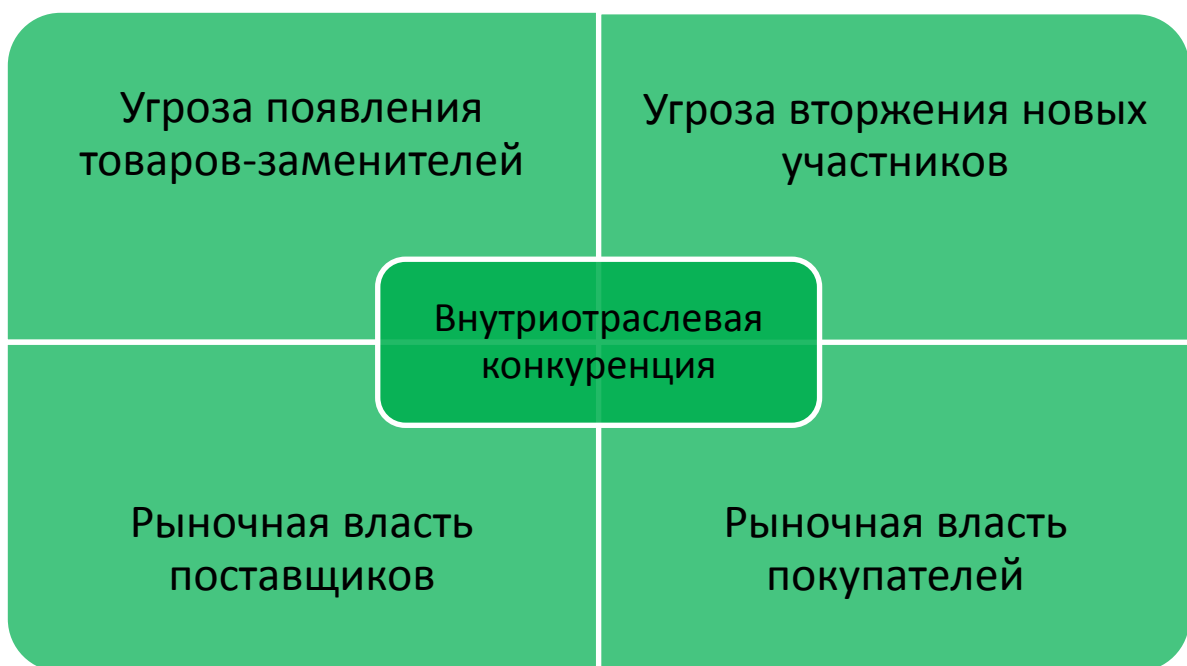 Угроза появления
товаров-заменителей
Угроза вторжения новых
участников
Внутриотраслевая
конкуренция
Рыночная власть
поставщиков
Рыночная власть
покупателей